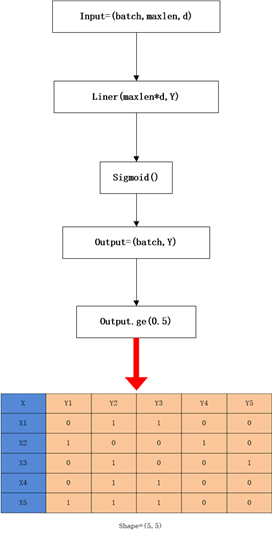 Input=(batch,maxlen,d)
Liner(maxlen*d,Y)
Sigmoid()
Output=(batch,Y)
Output.ge(0.5)
X Y1 Y2 Y3 Y4 Y5
X1 0 1 1 0 0
X2 1 0 0 1 0
X3 0 1 0 0 1
X4 0 1 1 0 0
X5 1 1 1 0 0
Shape=(5,5)